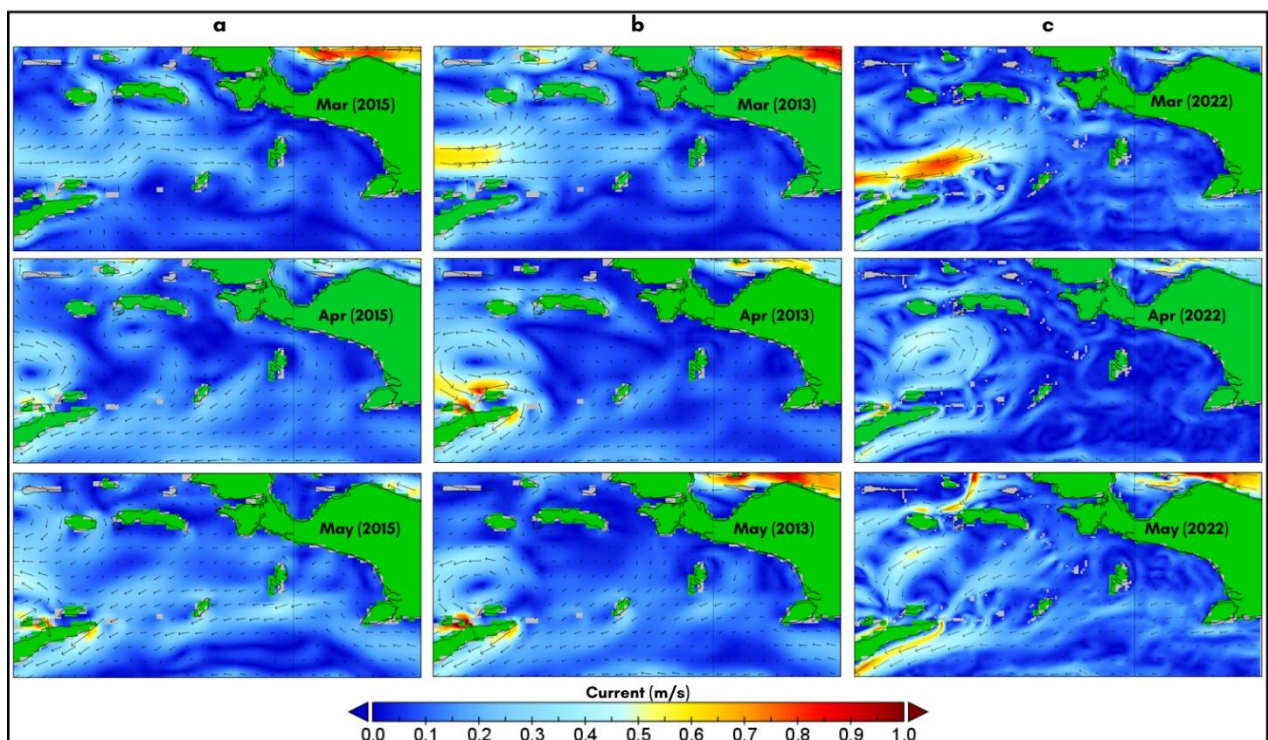 a b c
Mar (2015) Mar (2013) Mar (2022)
Apr (2015) Apr (2013) Apr (2022)
May (2015) May (2013) May (2022)
Current (m/s)
0.0 0.1 0.2 0.3 0.4 0.5 0.6 0.7 0.8 0.9 1.0